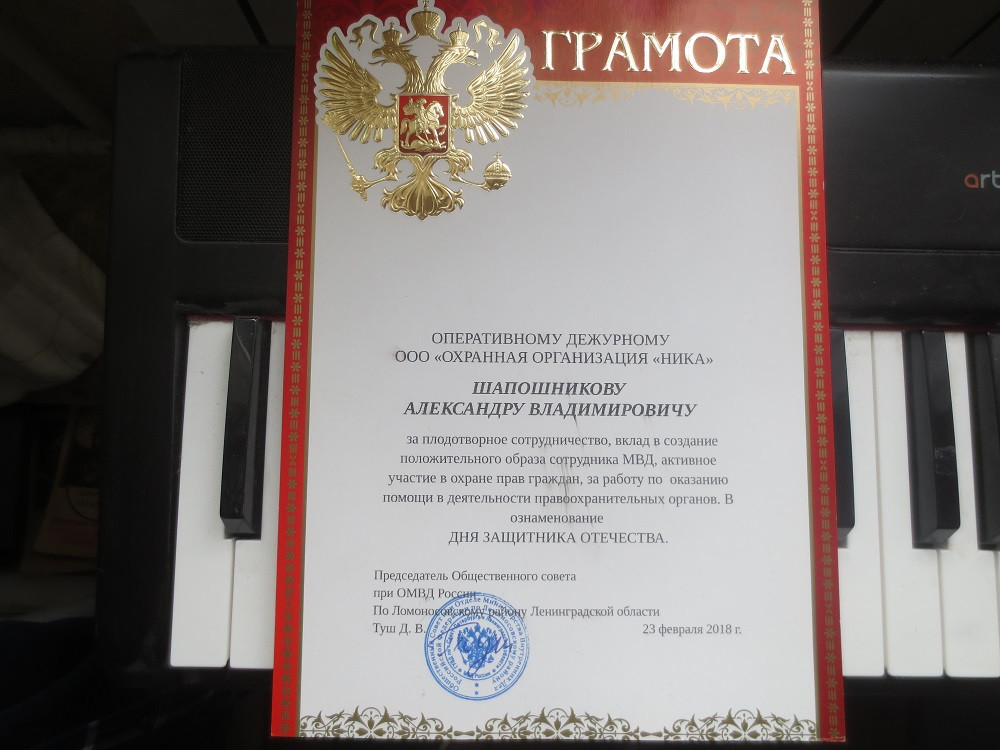 ГРАМОТА
art
ОПЕРАТИВНОМУ ДЕЖУРНОМУ
ООО «ОХРАННАЯ ОРГАНИЗАЦИЯ «НИКА»
ШАПОШНИКОВУ
АЛЕКСАНДРУ ВЛАДИМИРОВИЧУ
за плодотворное сотрудничество, вклад в создание
положительного образа сотрудника МВД, активное
участие в охране прав граждан, за работу по оказанию
помощи в деятельности правоохранительных органов. В
ознаменование
ДНЯ ЗАЩИТНИКА ОТЕЧЕСТВА.
Председатель Общественного совета
при ОМВД России
По Ломоносовскому району Ленинградской области
Туш Д. В. 23 февраля 2018 г.